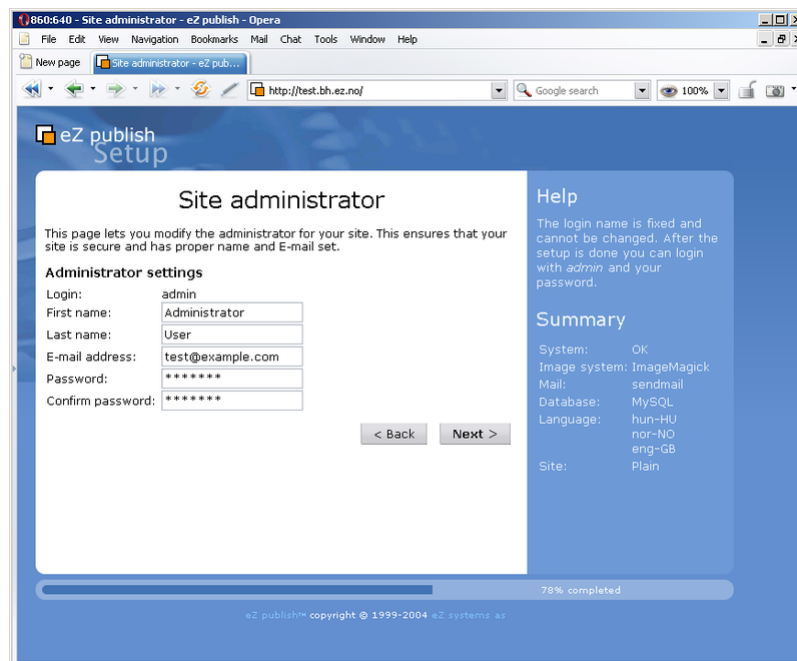 860:640 - Site administrator - eZ publish - Opera
File Edit View Navigation Bookmarks Mail Chat Tools Window Help
New page Site administrator - eZ pub...
http://test.bh.ez.no/ Google search 100%
eZ publish
Setup
Site administrator
This page lets you modify the administrator for your site. This ensures that your
site is secure and has proper name and E-mail set.
Administrator settings
Login: admin
First name: Administrator
Last name: User
E-mail address: test@example.com
Password: *******
Confirm password: *******
< Back Next >
Help
The login name is fixed and
cannot be changed. After the
setup is done you can login
with admin and your
password.
Summary
System: OK
Image system: ImageMagick
Mail: sendmail
Database: MySQL
Language: hun-HU
nor-NO
eng-GB
Site: Plain
78% completed
eZ publish™ copyright © 1999-2004 eZ systems as